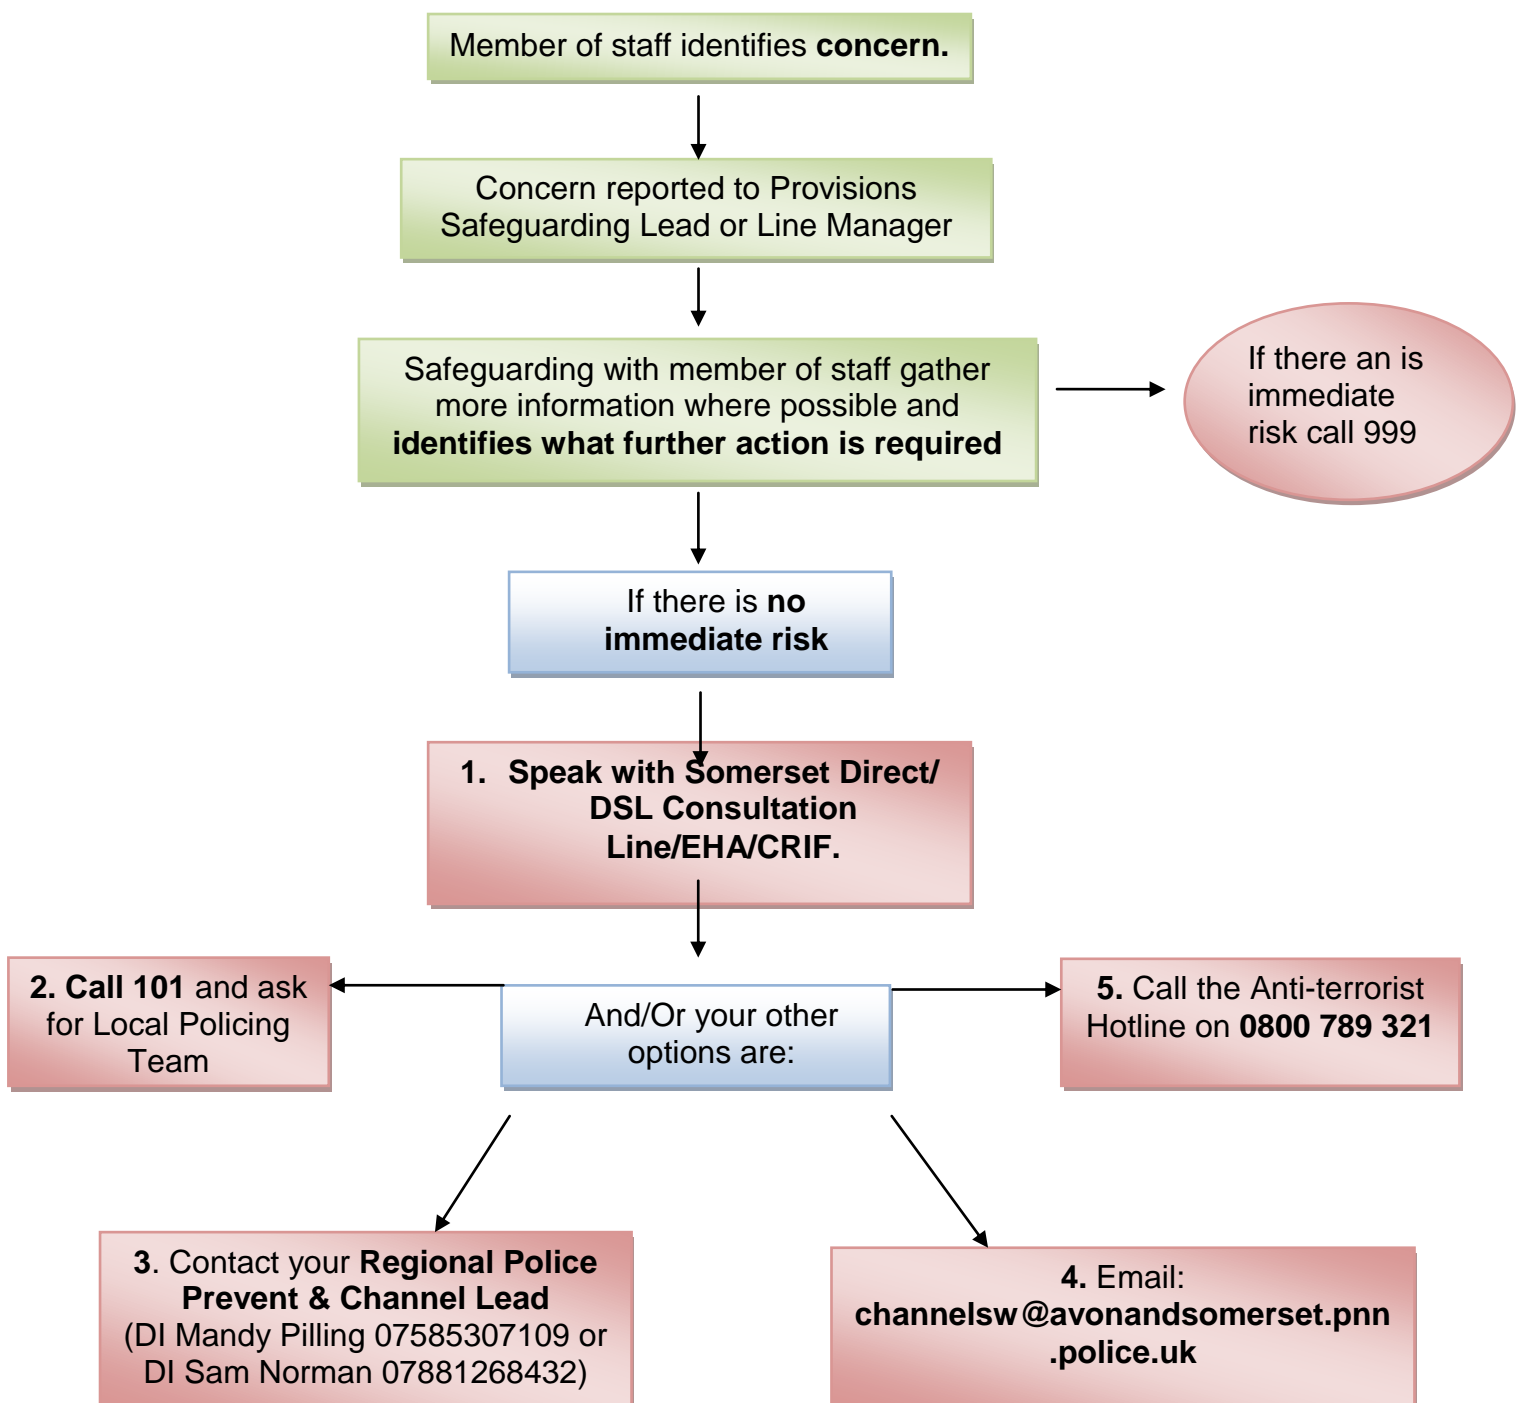 Member of staff identifies concern.
Concern reported to Provisions
Safeguarding Lead or Line Manager
Safeguarding with member of staff gather
more information where possible and
identifies what further action is required
If there an is
immediate
risk call 999
If there is no
immediate risk
1. Speak with Somerset Direct/
DSL Consultation
Line/EHA/CRIF.
2. Call 101 and ask
for Local Policing
Team
And/Or your other
options are:
5. Call the Anti-terrorist
Hotline on 0800 789 321
3. Contact your Regional Police
Prevent & Channel Lead
(DI Mandy Pilling 07585307109 or
DI Sam Norman 07881268432)
4. Email:
channelsw@avonandsomerset.pnn
.police.uk